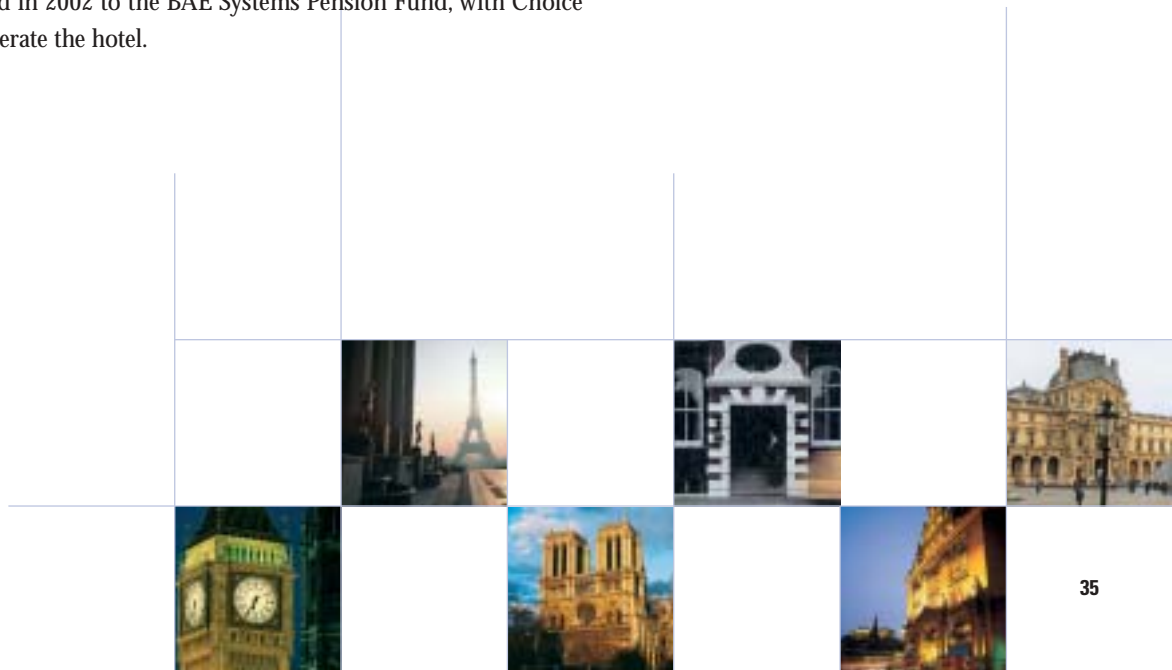 in 2002 to the BAE Systems Pension Fund, with Choice
erate the hotel.
35